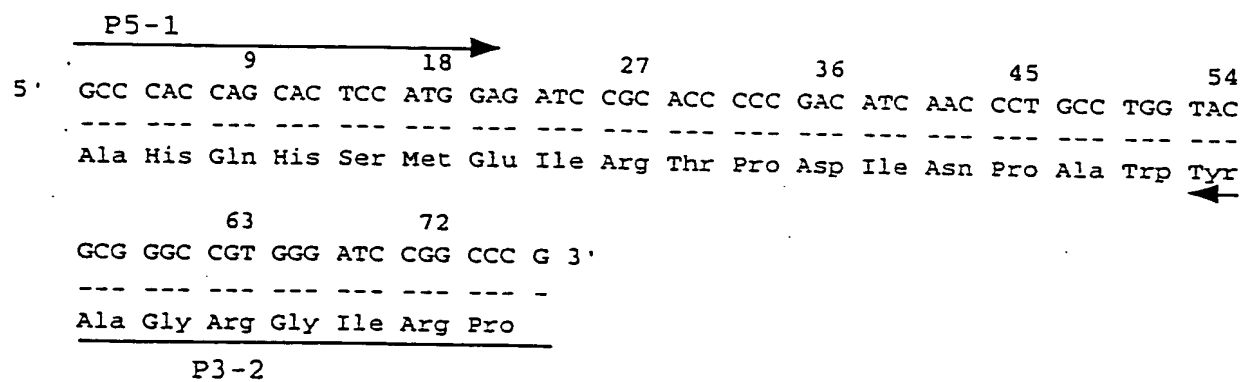 P5-1
9 18 27 36 45 54
5' GCC CAC CAG CAC TCC ATG GAG ATC CGC ACC CCC GAC ATC AAC CCT GCC TGG TAC
--- --- --- --- --- --- --- --- --- --- --- --- --- --- --- --- --- ---
Ala His Gln His Ser Met Glu Ile Arg Thr Pro Asp Ile Asn Pro Ala Trp Tyr
63 72
GCG GGC CGT GGG ATC CGG CCC G 3'
--- --- --- --- --- --- --- -
Ala Gly Arg Gly Ile Arg Pro
P3-2